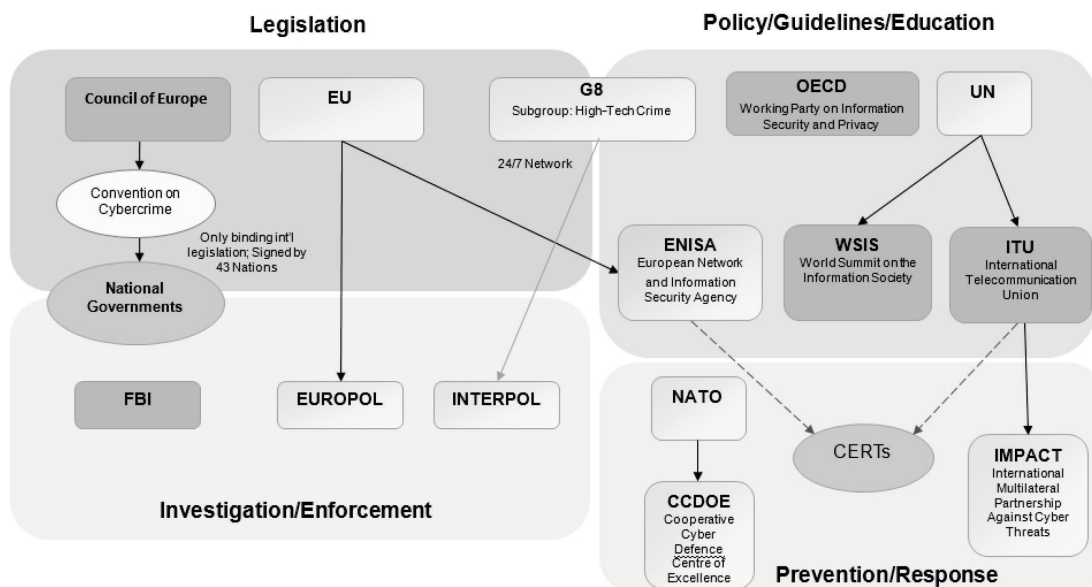 Legislation
Policy/Guidelines/Education
Council of Europe
EU
G8
Subgroup: High-Tech Crime
OECD
Working Party on Information
Security and Privacy
UN
24/7 Network
Convention on
Cybercrime
Only binding int'l
legislation; Signed by
43 Nations
National
Governments
ENISA
European Network
and Information
Security Agency
WSIS
World Summit on the
Information Society
ITU
International
Telecommunication
Union
FBI
EUROPOL
INTERPOL
NATO
CERTs
CCDOE
Cooperative
Cyber
Defence
Centre of
Excellence
IMPACT
International
Multilateral
Partnership
Against Cyber
Threats
Investigation/Enforcement
Prevention/Response